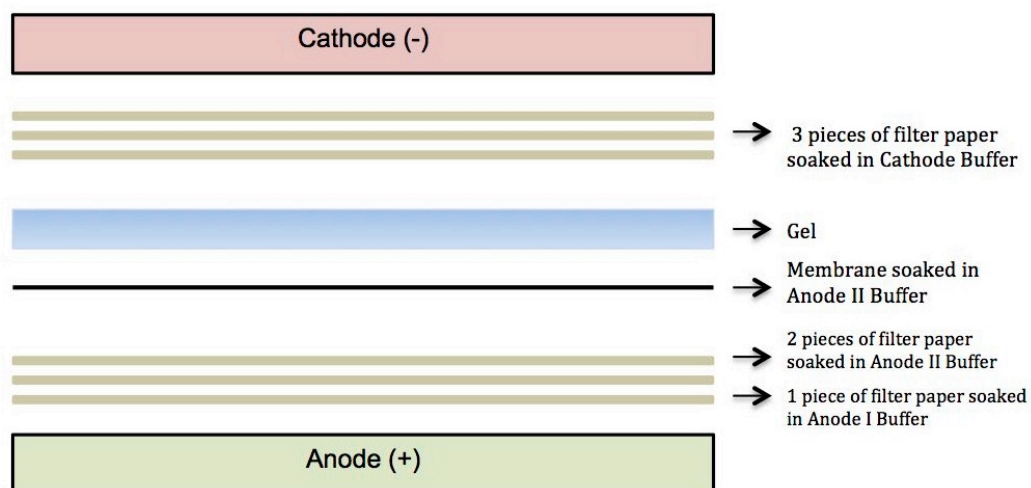 Cathode (-)
3 pieces of filter paper
soaked in Cathode Buffer
Gel
Membrane soaked in
Anode II Buffer
2 pieces of filter paper
soaked in Anode II Buffer
1 piece of filter paper soaked
in Anode I Buffer
Anode (+)